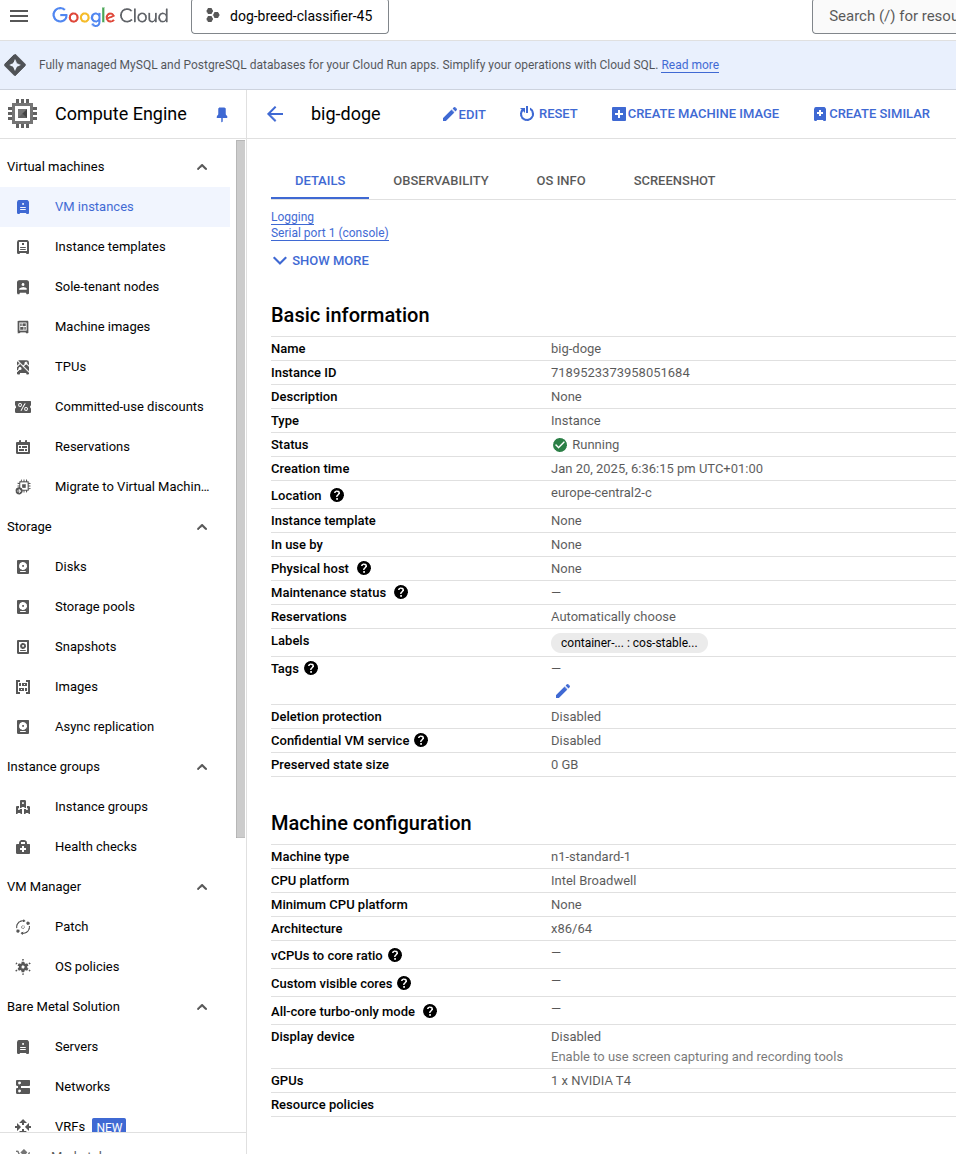 Google Cloud dog-breed-classifier-45 Search (/) for resou
Fully managed MySQL and PostgreSQL databases for your Cloud Run apps. Simplify your operations with Cloud SQL. Read more
Compute Engine
Virtual machines
VM instances
Instance templates
Sole-tenant nodes
Machine images
TPUs
Committed-use discounts
Reservations
Migrate to Virtual Machin...
Storage
Disks
Storage pools
Snapshots
Images
Async replication
Instance groups
Instance groups
Health checks
VM Manager
Patch
OS policies
Bare Metal Solution
Servers
Networks
VRFs NEW
big-doge EDIT RESET CREATE MACHINE IMAGE CREATE SIMILAR
DETAILS OBSERVABILITY OS INFO SCREENSHOT
Logging
Serial port 1 (console)
SHOW MORE
Basic information
Name big-doge
Instance ID 7189523373958051684
Description None
Type Instance
Status Running
Creation time Jan 20, 2025, 6:36:15 pm UTC+01:00
Location ? europe-central2-c
Instance template None
In use by None
Physical host ? None
Maintenance status ? —
Reservations Automatically choose
Labels container-... : cos-stable...
Tags ? —
Deletion protection Disabled
Confidential VM service ? Disabled
Preserved state size 0 GB
Machine configuration
Machine type n1-standard-1
CPU platform Intel Broadwell
Minimum CPU platform None
Architecture x86/64
vCPUs to core ratio ? —
Custom visible cores ? —
All-core turbo-only mode ? —
Display device Disabled
Enable to use screen capturing and recording tools
GPUs 1 x NVIDIA T4
Resource policies